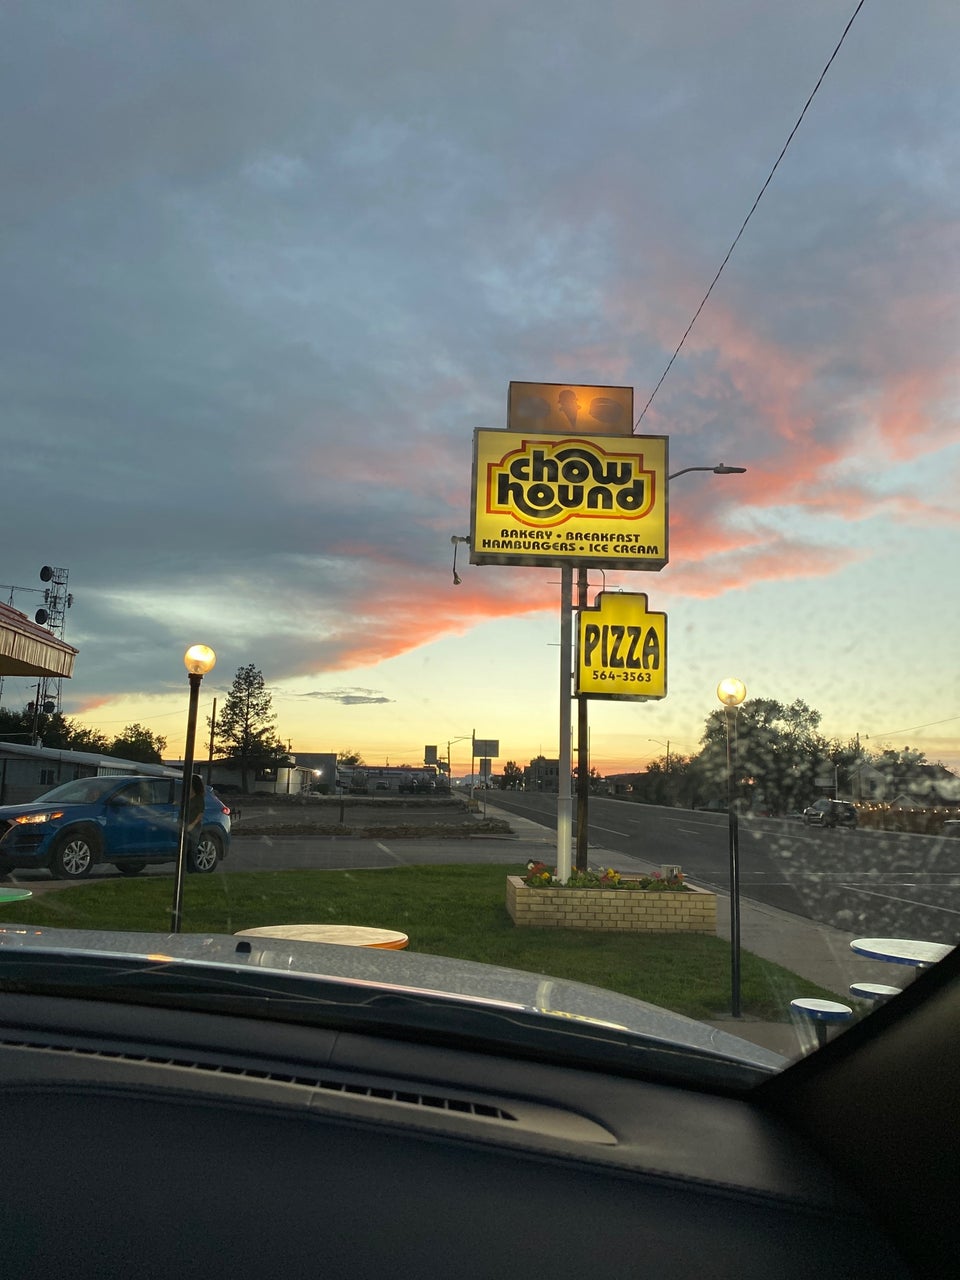 chow
hound
BAKERY • BREAKFAST
HAMBURGERS • ICE CREAM
PIZZA
564-3563